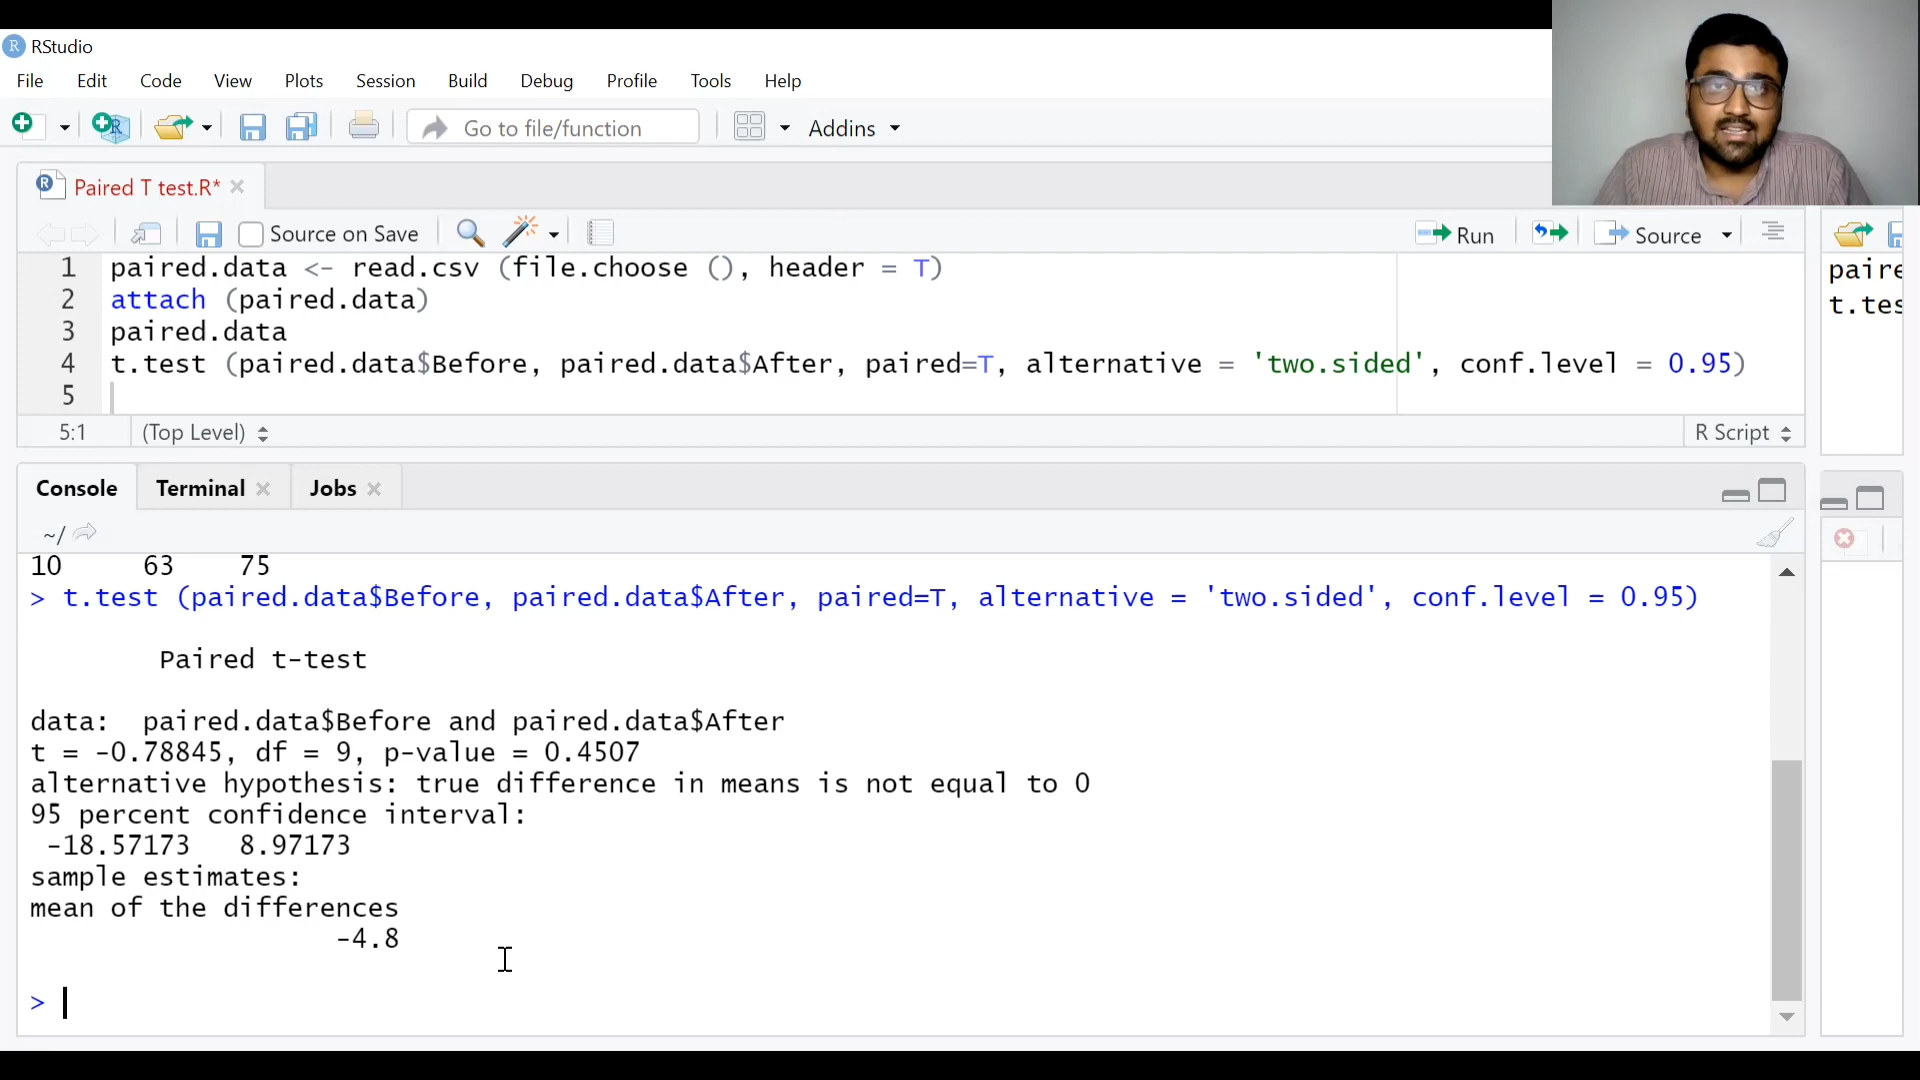 RStudio
File Edit Code View Plots Session Build Debug Profile Tools Help
Go to file/function Addins
Paired T test.R*
Source on Save Run Source
1 paired.data <- read.csv (file.choose (), header = T)
2 attach (paired.data)
3 paired.data
4 t.test (paired.data$Before, paired.data$After, paired=T, alternative = 'two.sided', conf.level = 0.95)
5
5:1 (Top Level) R Script
paire
t.tes
Console Terminal Jobs
~/
10 63 75
> t.test (paired.data$Before, paired.data$After, paired=T, alternative = 'two.sided', conf.level = 0.95)
Paired t-test
data: paired.data$Before and paired.data$After
t = -0.78845, df = 9, p-value = 0.4507
alternative hypothesis: true difference in means is not equal to 0
95 percent confidence interval:
-18.57173 8.97173
sample estimates:
mean of the differences
-4.8
>